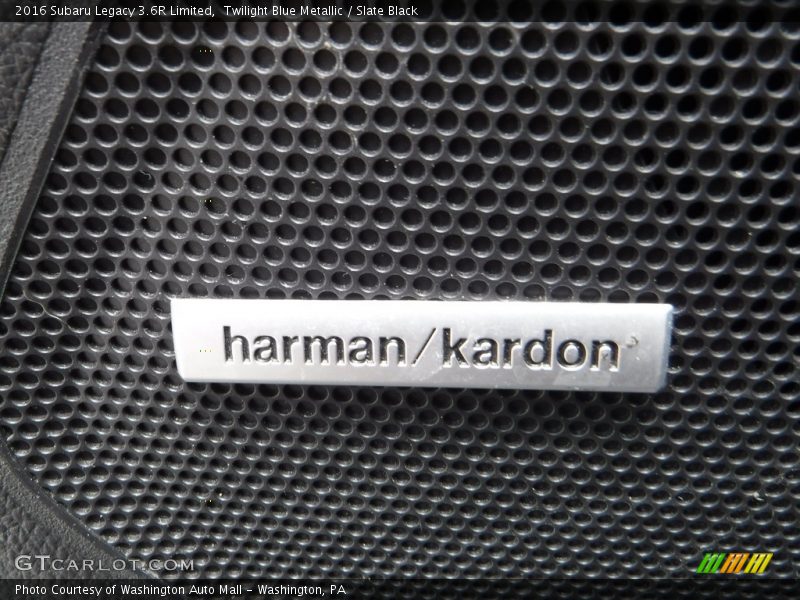 2016 Subaru Legacy 3.6R Limited,  Twilight Blue Metallic / Slate Black
harman/kardon
GTCARLOT.COM
Photo Courtesy of Washington Auto Mall - Washington, PA